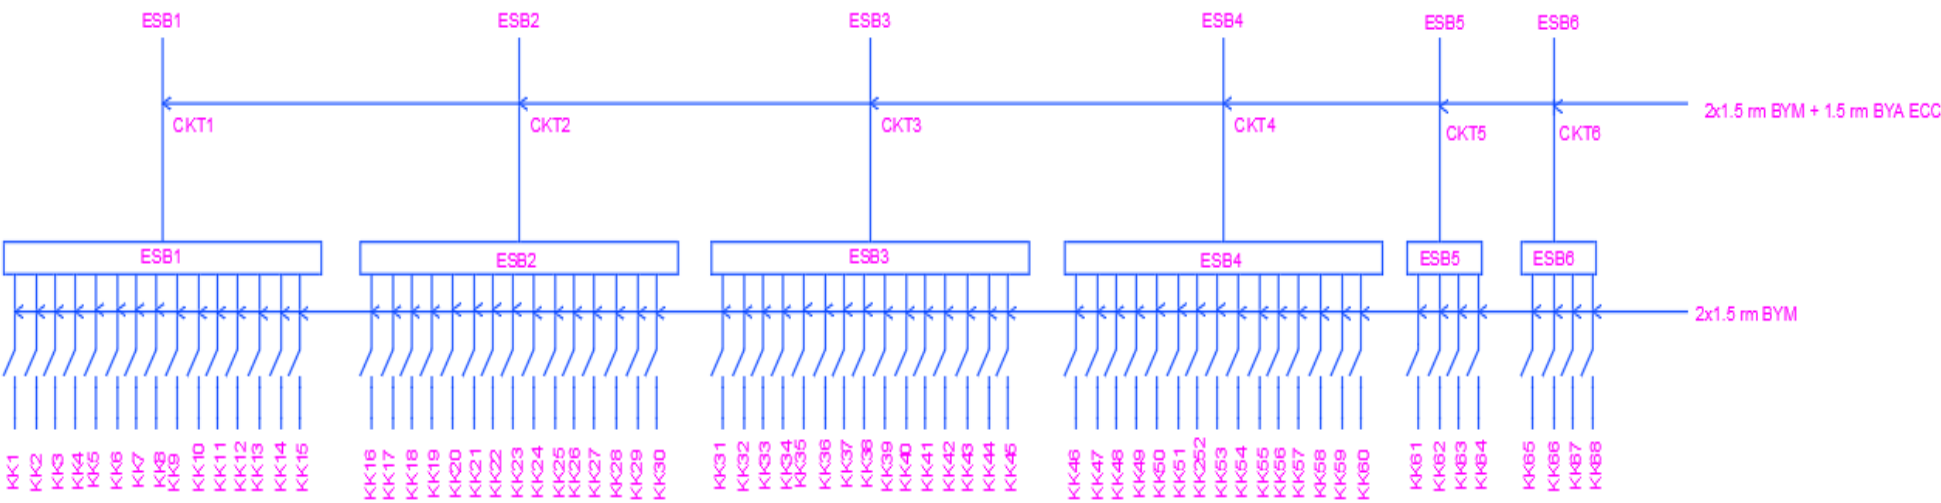 ESB1 ESB2 ESB3 ESB4 ESB5 ESB6
2x1.5 rm BYM + 1.5 rm BYA ECC
CKT1 CKT2 CKT3 CKT4 CKT5 CKT6
ESB1 ESB2 ESB3 ESB4 ESB5 ESB6
2x1.5 rm BYM
KK1 KK2 KK3 KK4 KK5 KK6 KK7 KK8 KK9 KK10 KK11 KK12 KK13 KK14 KK15 KK16 KK17 KK18 KK19 KK20 KK21 KK22 KK23 KK24 KK25 KK26 KK27 KK28 KK29 KK30 KK31 KK32 KK33 KK34 KK35 KK36 KK37 KK38 KK39 KK40 KK41 KK42 KK43 KK44 KK45 KK46 KK47 KK48 KK49 KK50 KK51 KK252 KK53 KK54 KK55 KK56 KK57 KK58 KK59 KK60 KK61 KK62 KK63 KK64 KK65 KK66 KK67 KK68